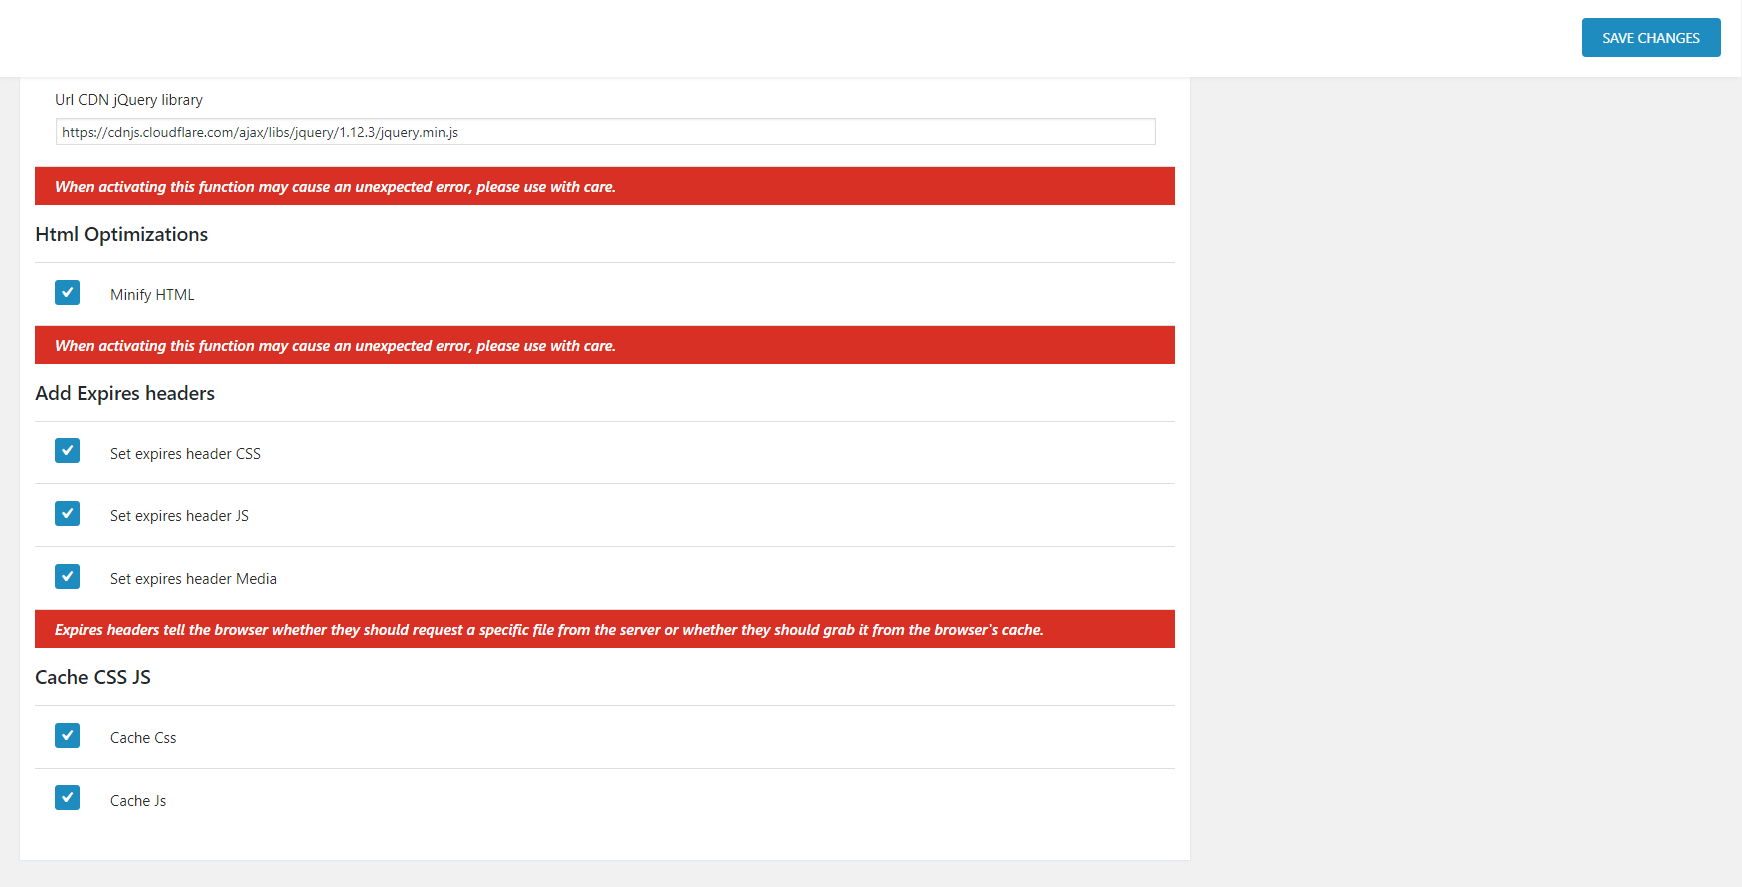 SAVE CHANGES
Url CDN jQuery library
https://cdnjs.cloudflare.com/ajax/libs/jquery/1.12.3/jquery.min.js
When activating this function may cause an unexpected error, please use with care.
Html Optimizations
Minify HTML
When activating this function may cause an unexpected error, please use with care.
Add Expires headers
Set expires header CSS
Set expires header JS
Set expires header Media
Expires headers tell the browser whether they should request a specific file from the server or whether they should grab it from the browser's cache.
Cache CSS JS
Cache Css
Cache Js